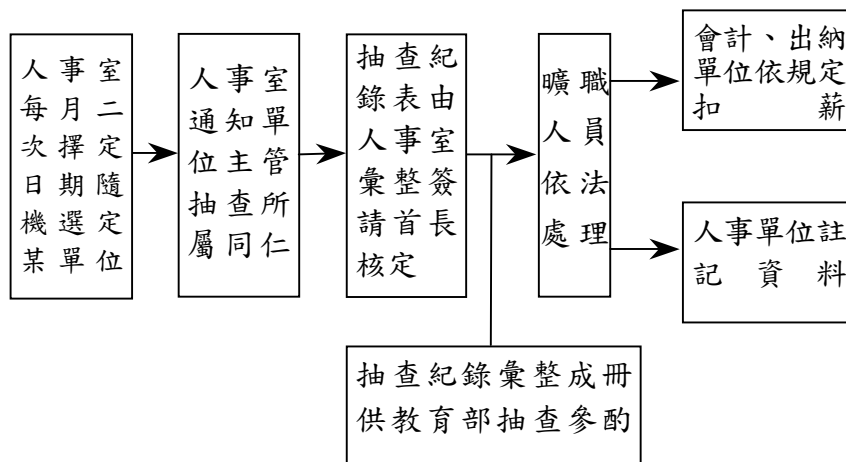 人事室
每月二
次擇定
日期隨
機選定
某單位
人事室
通知單
位主管
抽查所
屬同仁
抽查紀
錄表由
人事室
彙整簽
請首長
核定
曠職
人員
依法
處理
會計、出納
單位依規定
扣薪
人事單位註
記資料
抽查紀錄彙整成冊
供教育部抽查參酌